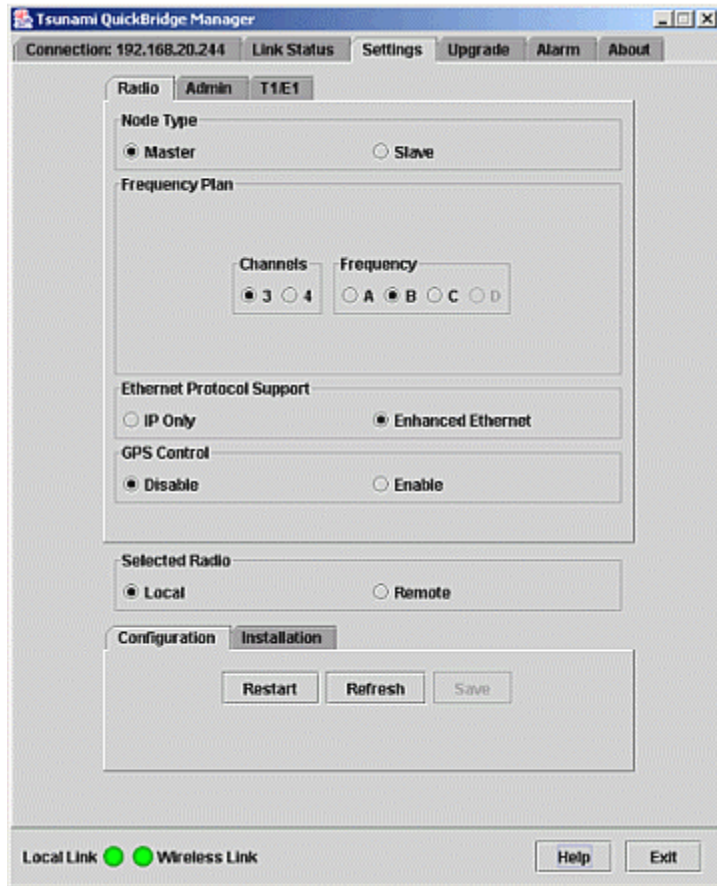 Tsunami QuickBridge Manager
Connection: 192.168.20.244 Link Status Settings Upgrade Alarm About
Radio Admin T1/E1
Node Type
Master Slave
Frequency Plan
Channels Frequency
3 4 A B C D
Ethernet Protocol Support
IP Only Enhanced Ethernet
GPS Control
Disable Enable
Selected Radio
Local Remote
Configuration Installation
Restart Refresh Save
Local Link Wireless Link Help Exit